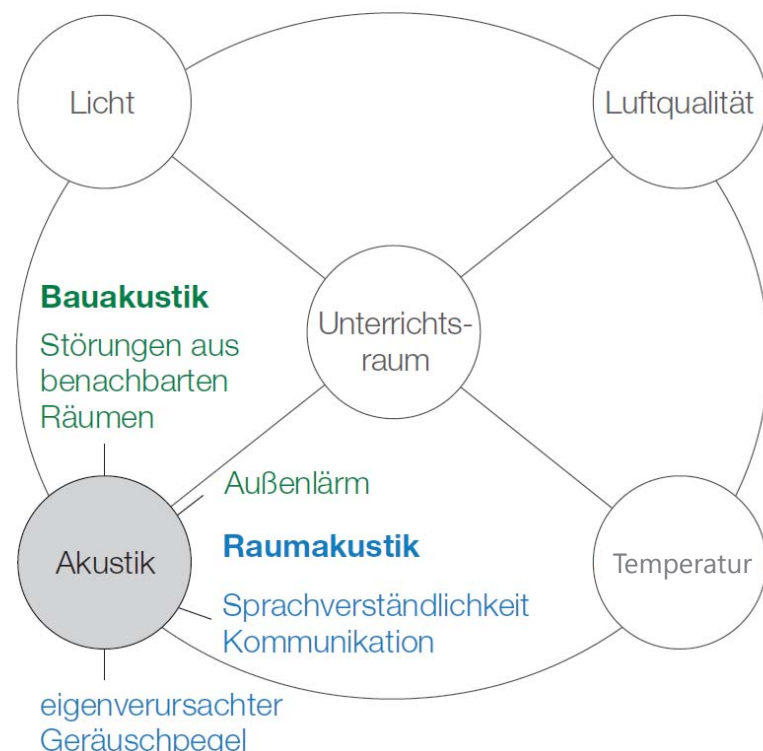 Licht
Luftqualität
Bauakustik
Störungen aus
benachbarten
Räumen
Unterrichts-
raum
Außenlärm
Raumakustik
Akustik
Temperatur
Sprachverständlichkeit
Kommunikation
eigenverursachter
Geräuschpegel